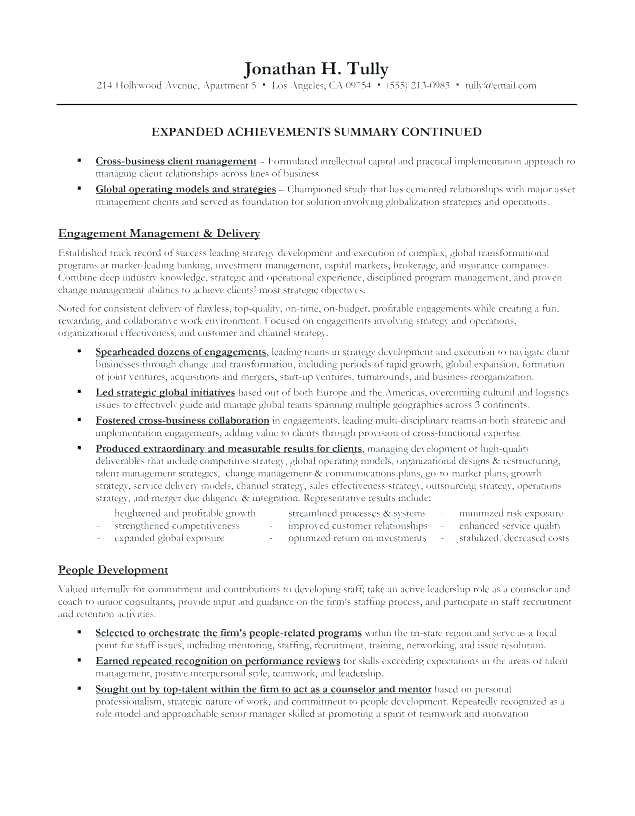 Jonathan H. Tully
214 Hollywood Avenue, Apartment 5 • Los Angeles, CA 09754 • (555) 213-0983 • tully@email.com
EXPANDED ACHIEVEMENTS SUMMARY CONTINUED
▪ Cross-business client management – Formulated intellectual capital and practical implementation approach to
managing client relationships across lines of business
▪ Global operating models and strategies – Championed study that has cemented relationships with major asset
management clients and served as foundation for solution involving globalization strategies and operations.
Engagement Management & Delivery
Established track record of success leading strategy development and execution of complex, global transformational
programs at market-leading banking, investment management, capital markets, brokerage, and insurance companies.
Combine deep industry knowledge, strategic and operational experience, disciplined program management, and proven
change management abilities to achieve clients' most strategic objectives.
Noted for consistent delivery of flawless, top-quality, on-time, on-budget, profitable engagements while creating a fun,
rewarding, and collaborative work environment. Focused on engagements involving strategy and operations,
organizational effectiveness, and customer and channel strategy.
▪ Spearheaded dozens of engagements, leading teams in strategy development and execution to navigate client
businesses through change and transformation, including periods of rapid growth, global expansion, formation
of joint ventures, acquisitions and mergers, start-up ventures, turnarounds, and business reorganization.
▪ Led strategic global initiatives based out of both Europe and the Americas, overcoming cultural and logistics
issues to effectively guide and manage global teams spanning multiple geographies across 3 continents.
▪ Fostered cross-business collaboration in engagements, leading multi-disciplinary teams in both strategic and
implementation engagements, adding value to clients through provision of cross-functional expertise
▪ Produced extraordinary and measurable results for clients, managing development of high-quality
deliverables that include competitive strategy, global operating models, organizational designs & restructuring,
talent management strategies, change management & communications strategies, go-to-market plans, growth
strategy, service delivery models, channel strategy, sales effectiveness strategy, outsourcing strategy, operations
strategy, and merger due diligence & integration. Representative results include:
heightened and profitable growth - streamlined processes & systems - minimized risk exposure
- strengthened competitiveness - improved customer relationships - enhanced service quality
- expanded global exposure - optimized return on investments - stabilized/decreased costs
People Development
Valued internally for commitment and contributions to developing staff; take an active leadership role as a counselor and
coach to junior consultants, provide input and guidance on the firm's staffing process, and participate in staff recruitment
and retention activities.
▪ Selected to orchestrate the firm's people-related programs within the tri-state region and serve as a focal
point for staff issues, including mentoring, staffing, recruitment, training, networking, and issue resolution.
▪ Earned repeated recognition on performance reviews for skills exceeding expectations in the areas of talent
management, positive interpersonal style, teamwork, and leadership.
▪ Sought out by top-talent within the firm to act as a counselor and mentor based on personal
professionalism, strategic nature of work, and commitment to people development. Repeatedly recognized as a
role model and approachable senior manager skilled at promoting a spirit of teamwork and motivation